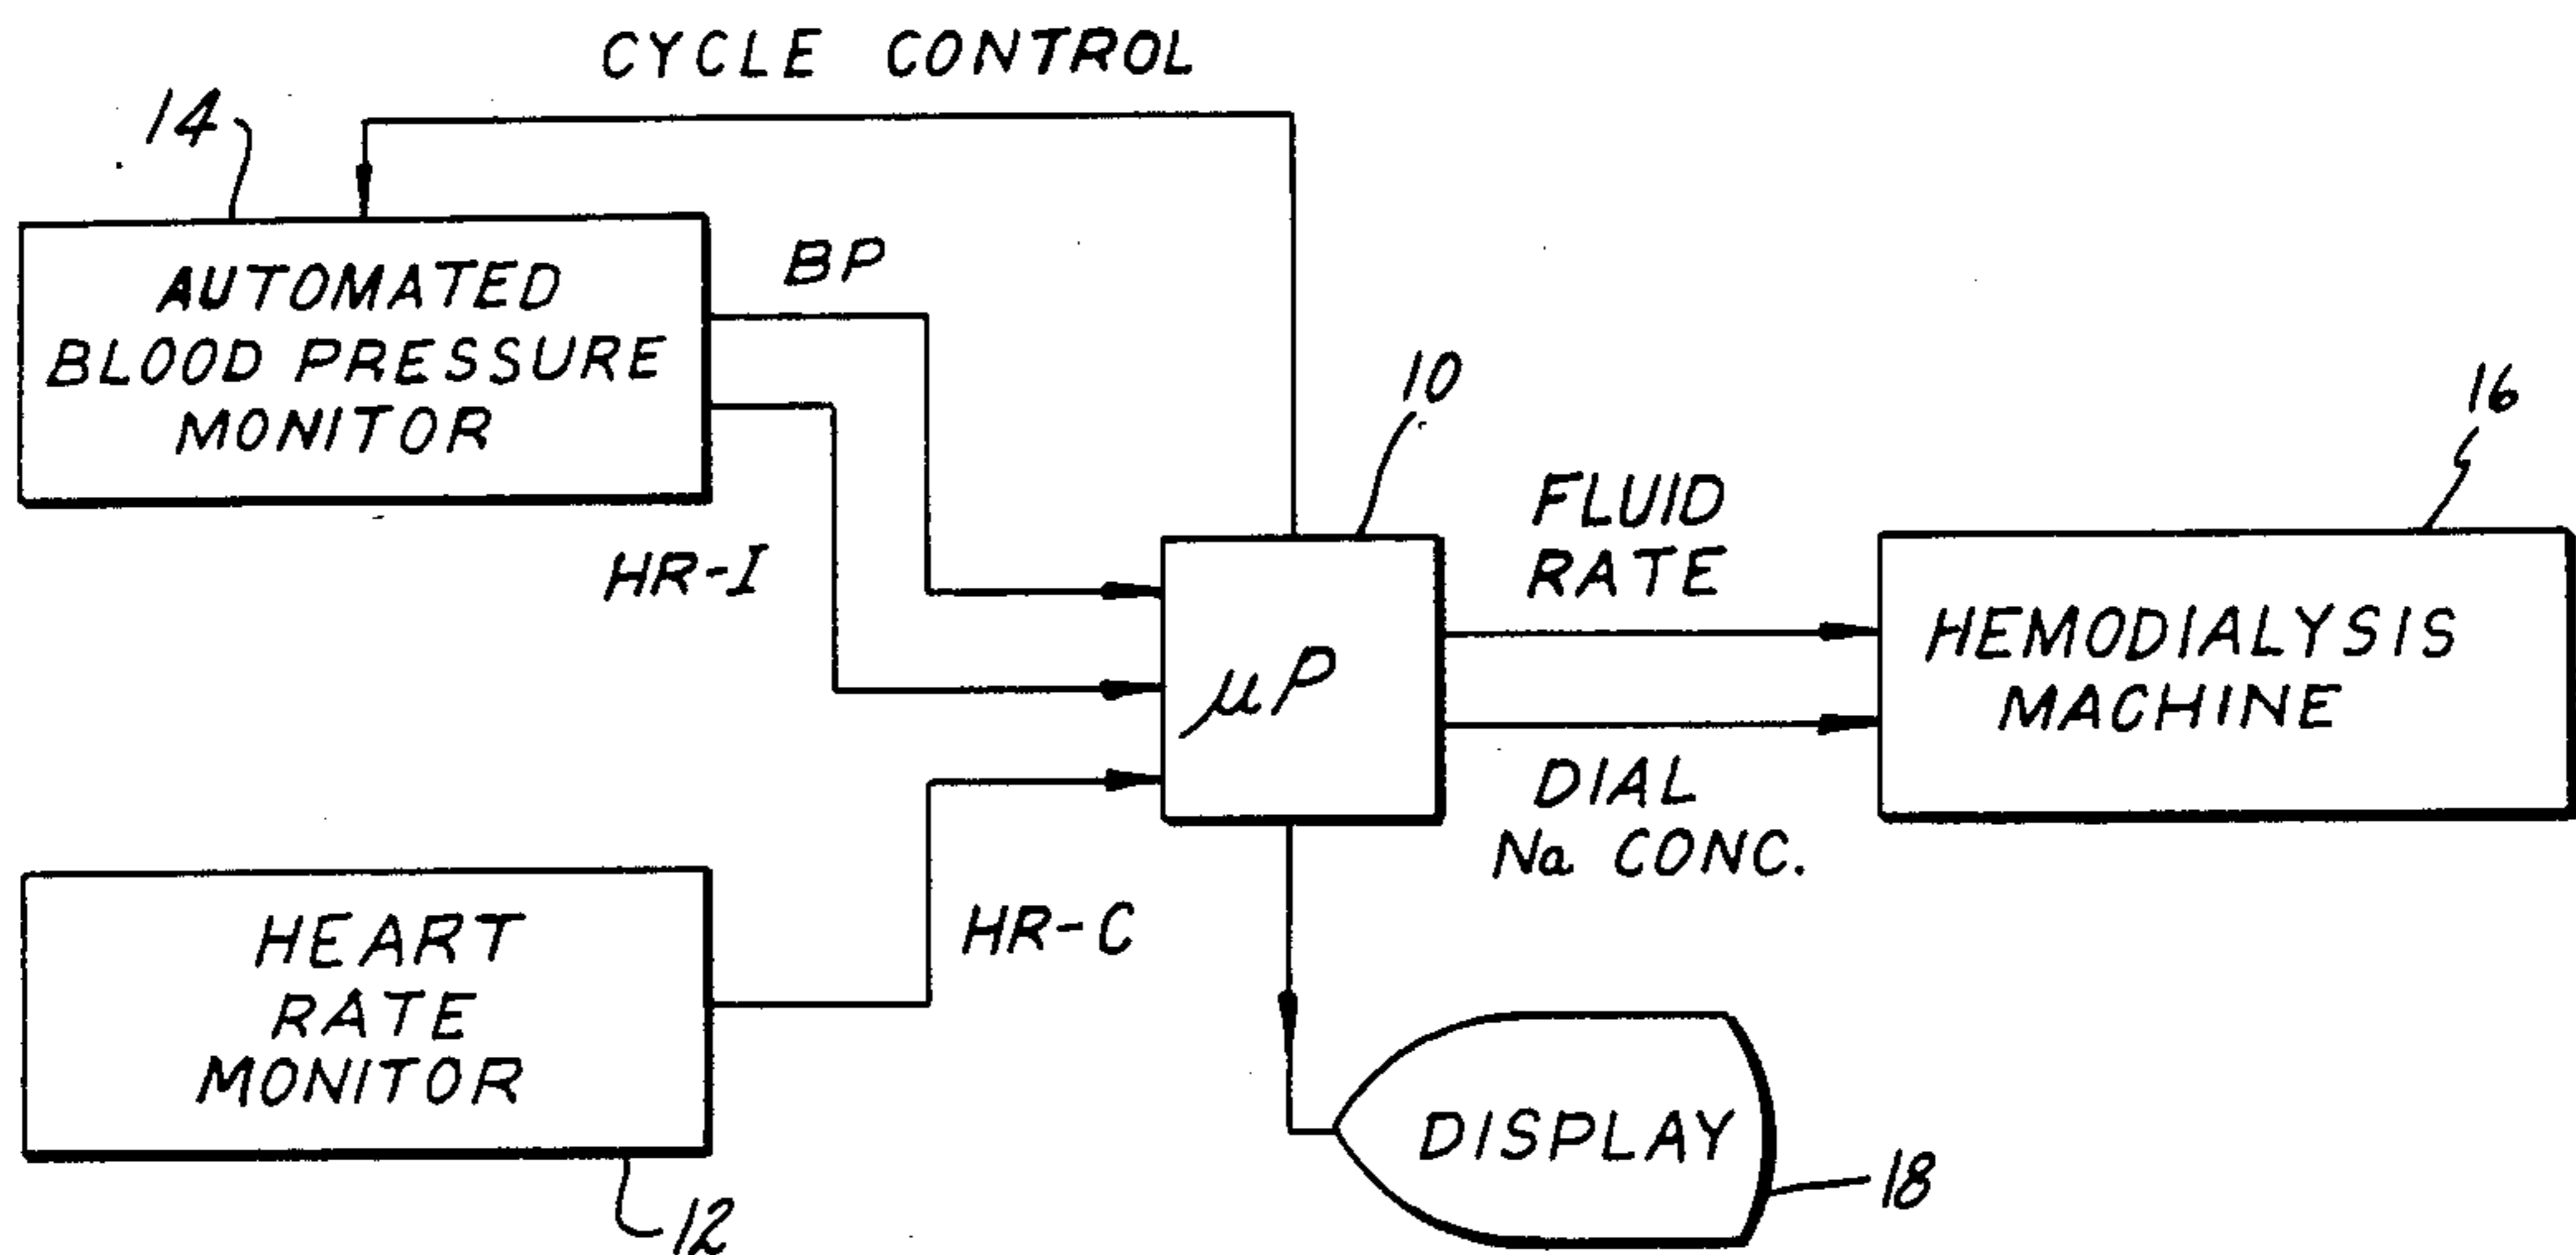 CYCLE CONTROL
14
AUTOMATED
BLOOD PRESSURE
MONITOR
BP
HR-I
10
µP
FLUID
RATE
DIAL
Na CONC.
16
HEMODIALYSIS
MACHINE
HEART
RATE
MONITOR
HR-C
12
DISPLAY
18